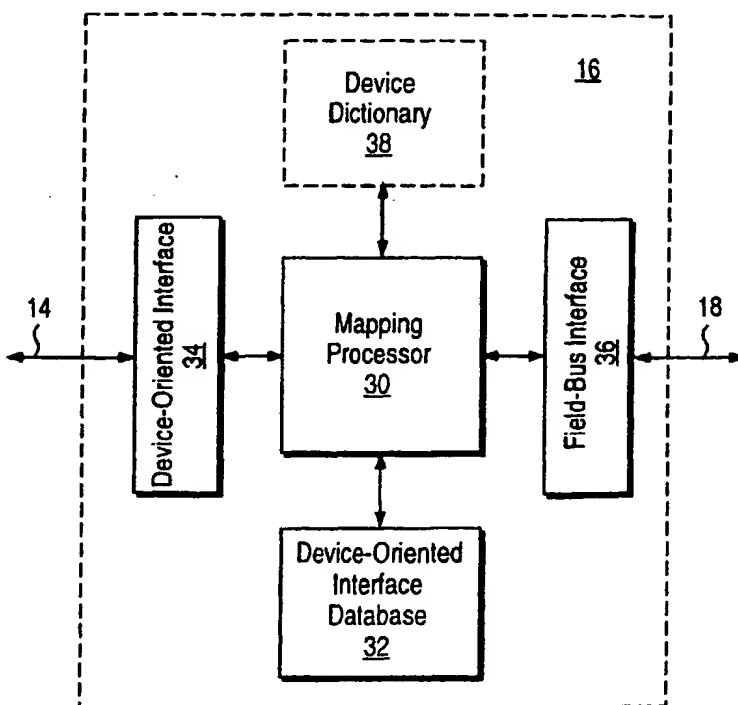 16
Device
Dictionary
38
14
Device-Oriented Interface
34
Mapping
Processor
30
Field-Bus Interface
36
18
Device-Oriented
Interface
Database
32